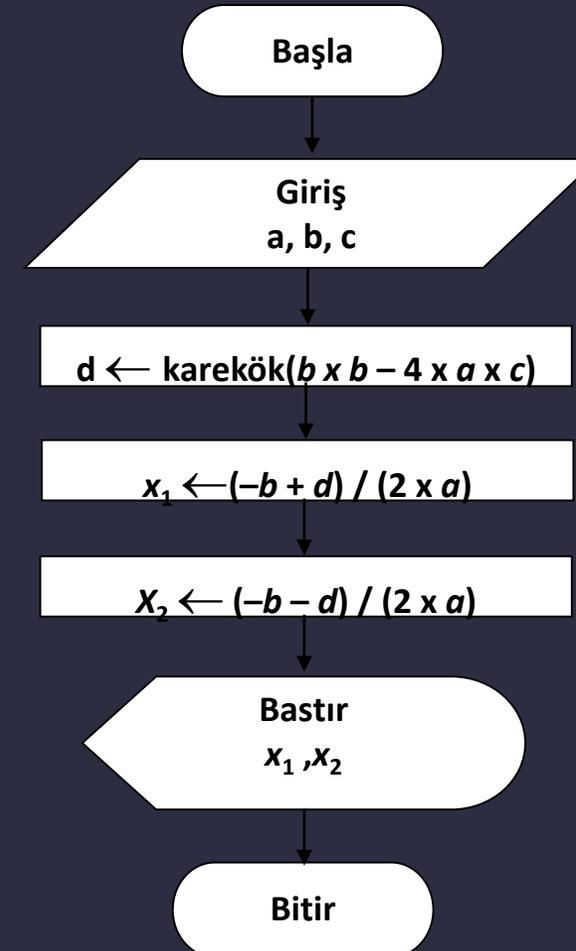 Başla
Giriş
a, b, c
d ← karekök(b x b – 4 x a x c)
x₁ ←(–b + d) / (2 x a)
X₂ ← (–b – d) / (2 x a)
Bastır
x₁ ,x₂
Bitir